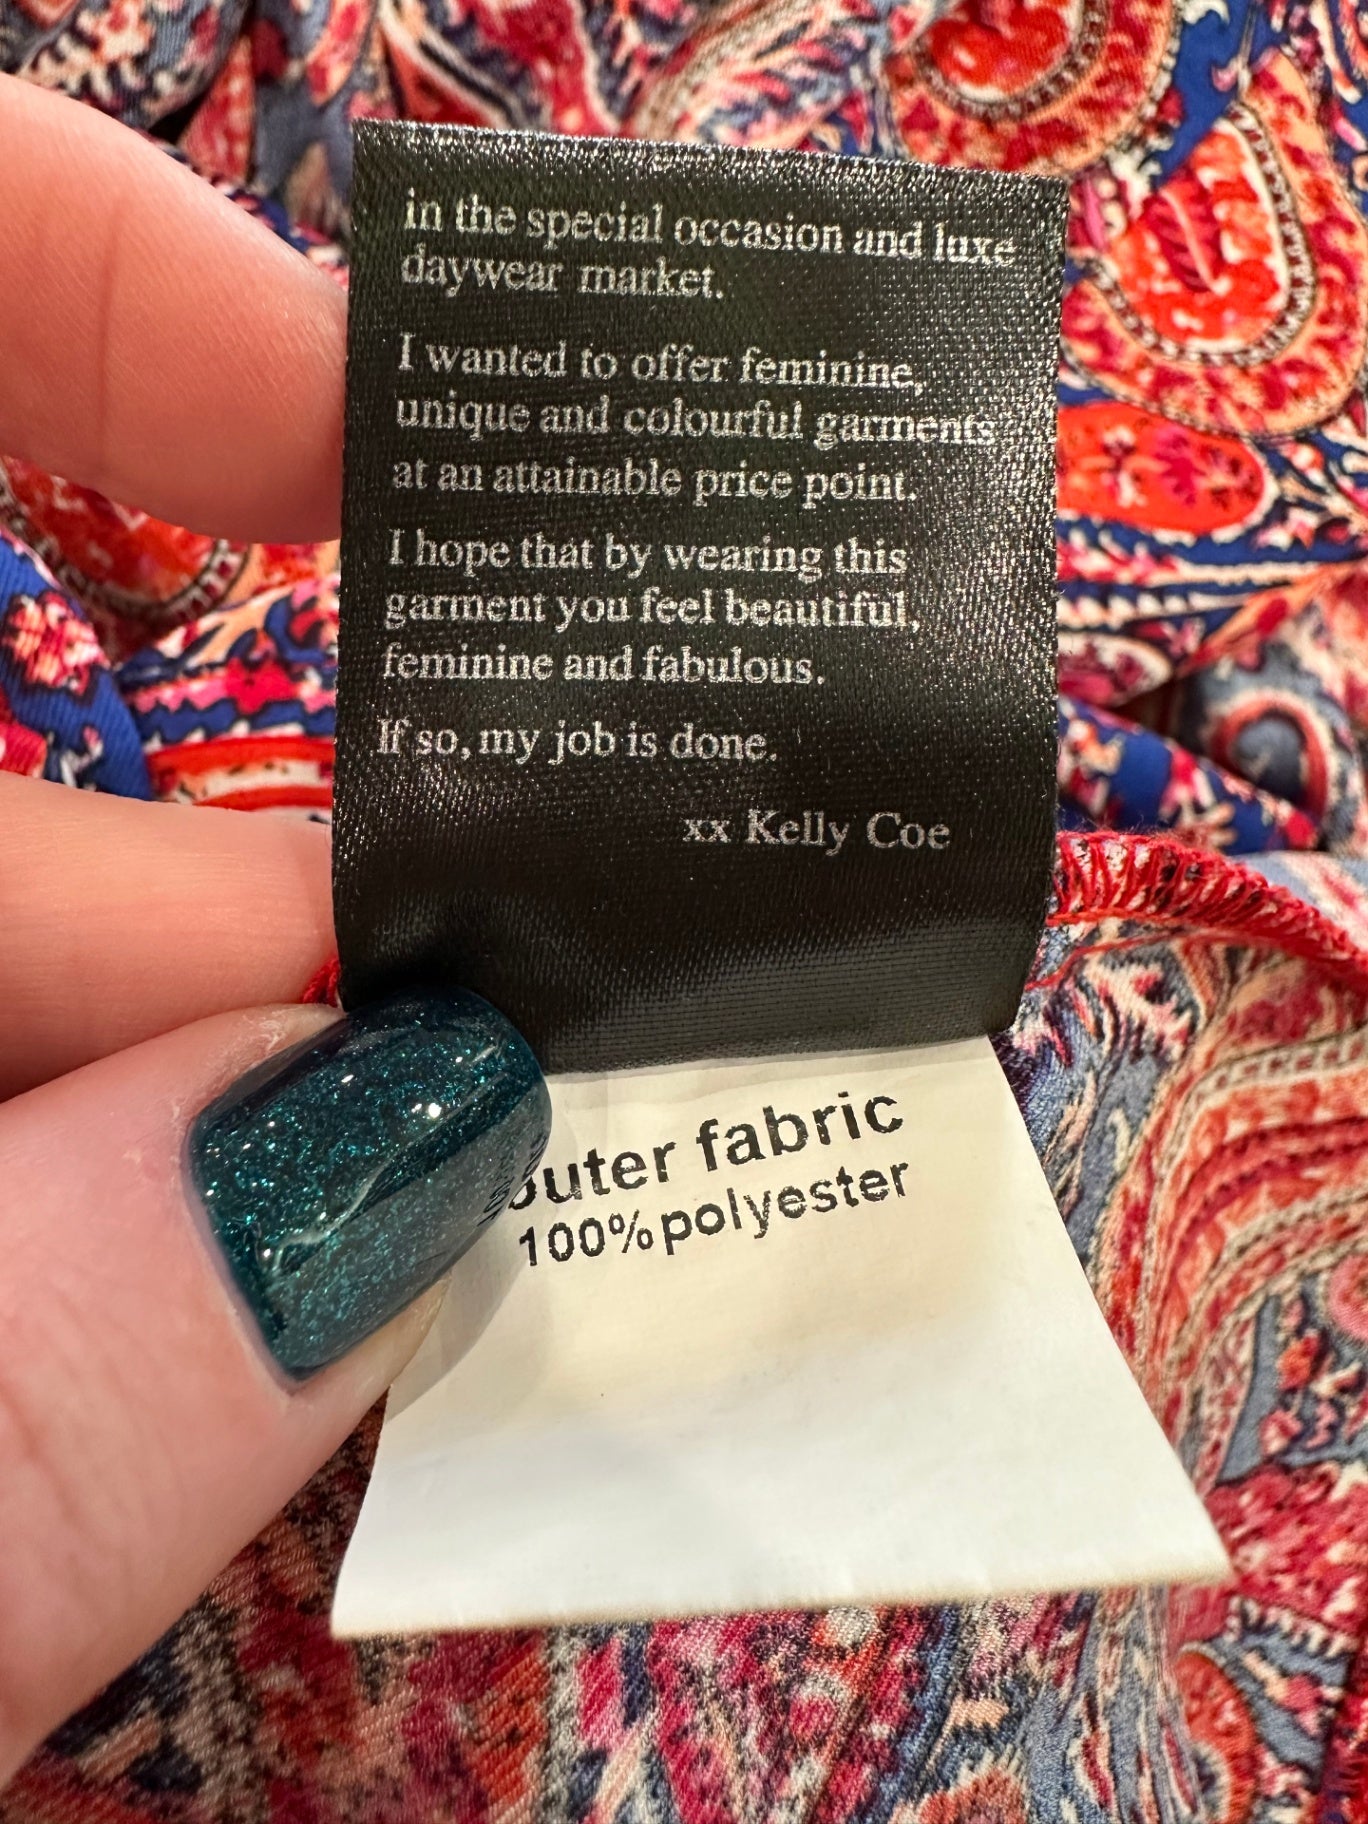 in the special occasion and luxe
daywear market.
I wanted to offer feminine,
unique and colourful garments
at an attainable price point.
I hope that by wearing this
garment you feel beautiful,
feminine and fabulous.
If so, my job is done.
xx Kelly Coe
outer fabric
100% polyester